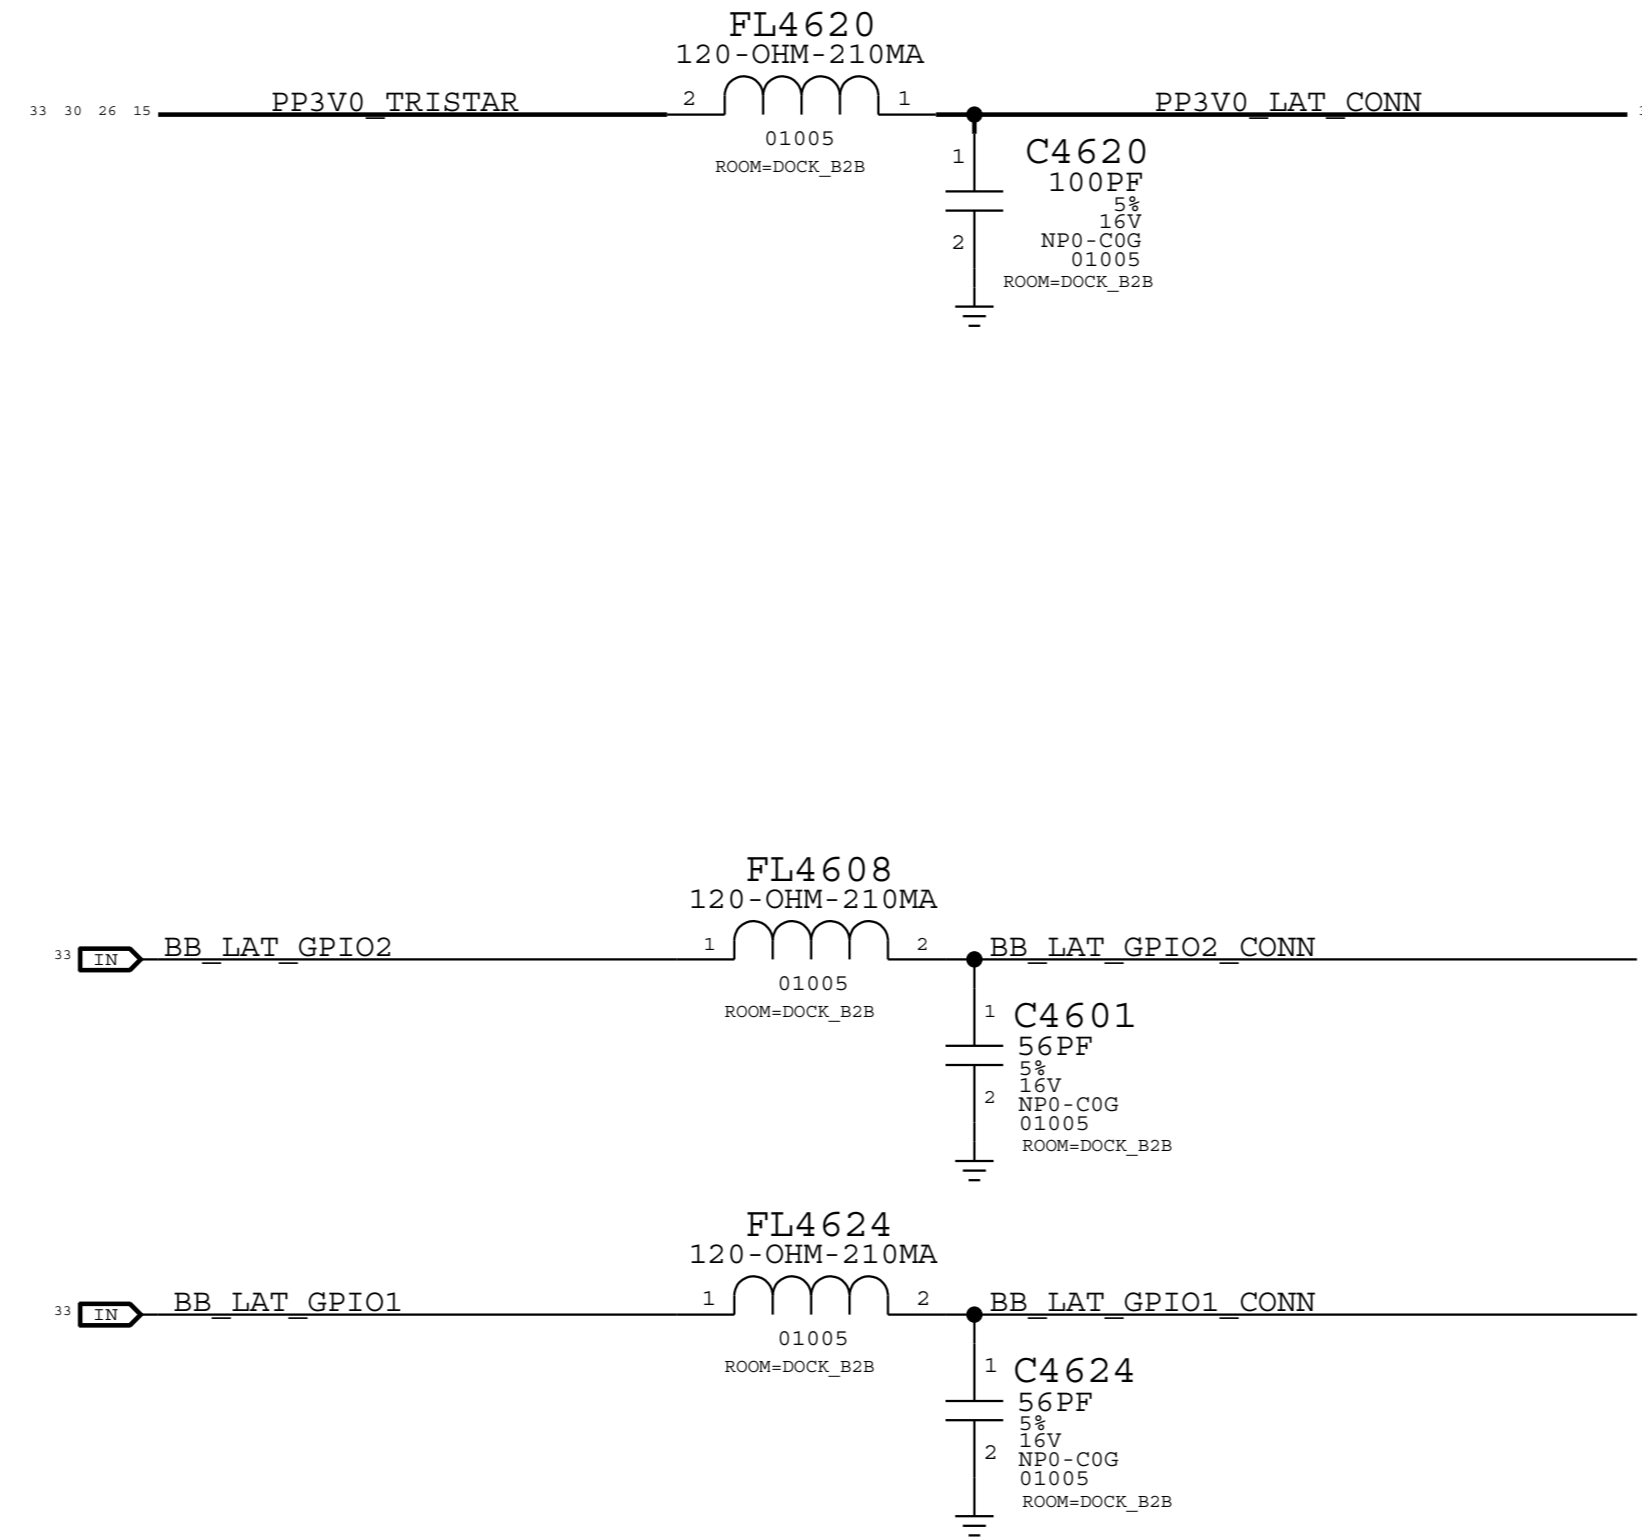 FL4620
120-OHM-210MA
33 30 26 15 PP3V0_TRISTAR 2 1 PP3V0_LAT_CONN
01005
ROOM=DOCK_B2B
1 C4620
100PF
5%
16V
2 NP0-C0G
01005
ROOM=DOCK_B2B
FL4608
120-OHM-210MA
33 IN BB_LAT_GPIO2 1 2 BB_LAT_GPIO2_CONN
01005
ROOM=DOCK_B2B
1 C4601
56PF
5%
16V
2 NP0-C0G
01005
ROOM=DOCK_B2B
FL4624
120-OHM-210MA
33 IN BB_LAT_GPIO1 1 2 BB_LAT_GPIO1_CONN
01005
ROOM=DOCK_B2B
1 C4624
56PF
5%
16V
2 NP0-C0G
01005
ROOM=DOCK_B2B